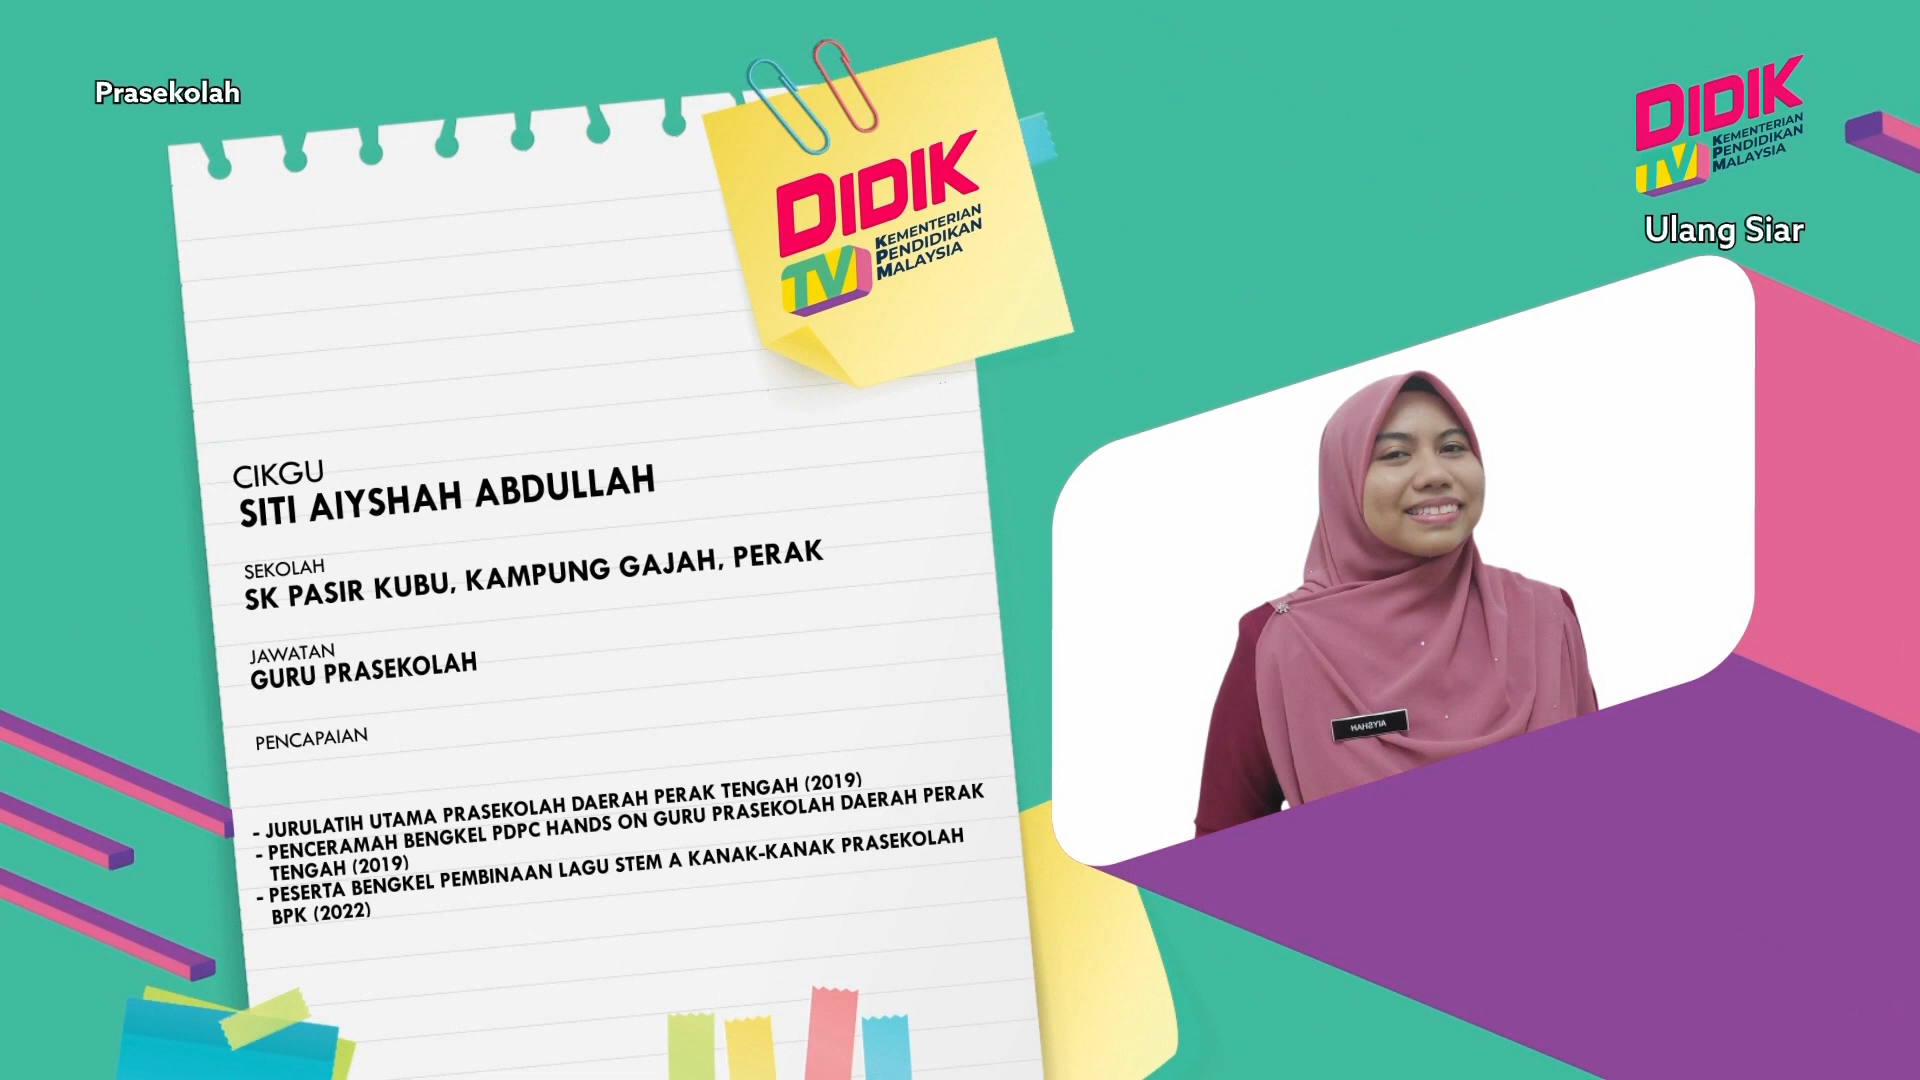 Prasekolah
DIDIK
TV
KEMENTERIAN
PENDIDIKAN
MALAYSIA
Ulang Siar
DIDIK
TV
KEMENTERIAN
PENDIDIKAN
MALAYSIA
CIKGU
SITI AIYSHAH ABDULLAH
SEKOLAH
SK PASIR KUBU, KAMPUNG GAJAH, PERAK
JAWATAN
GURU PRASEKOLAH
PENCAPAIAN
- JURULATIH UTAMA PRASEKOLAH DAERAH PERAK TENGAH (2019)
- PENCERAMAH BENGKEL PDPC HANDS ON GURU PRASEKOLAH DAERAH PERAK
TENGAH (2019)
- PESERTA BENGKEL PEMBINAAN LAGU STEM A KANAK-KANAK PRASEKOLAH
BPK (2022)
AIYSHAH